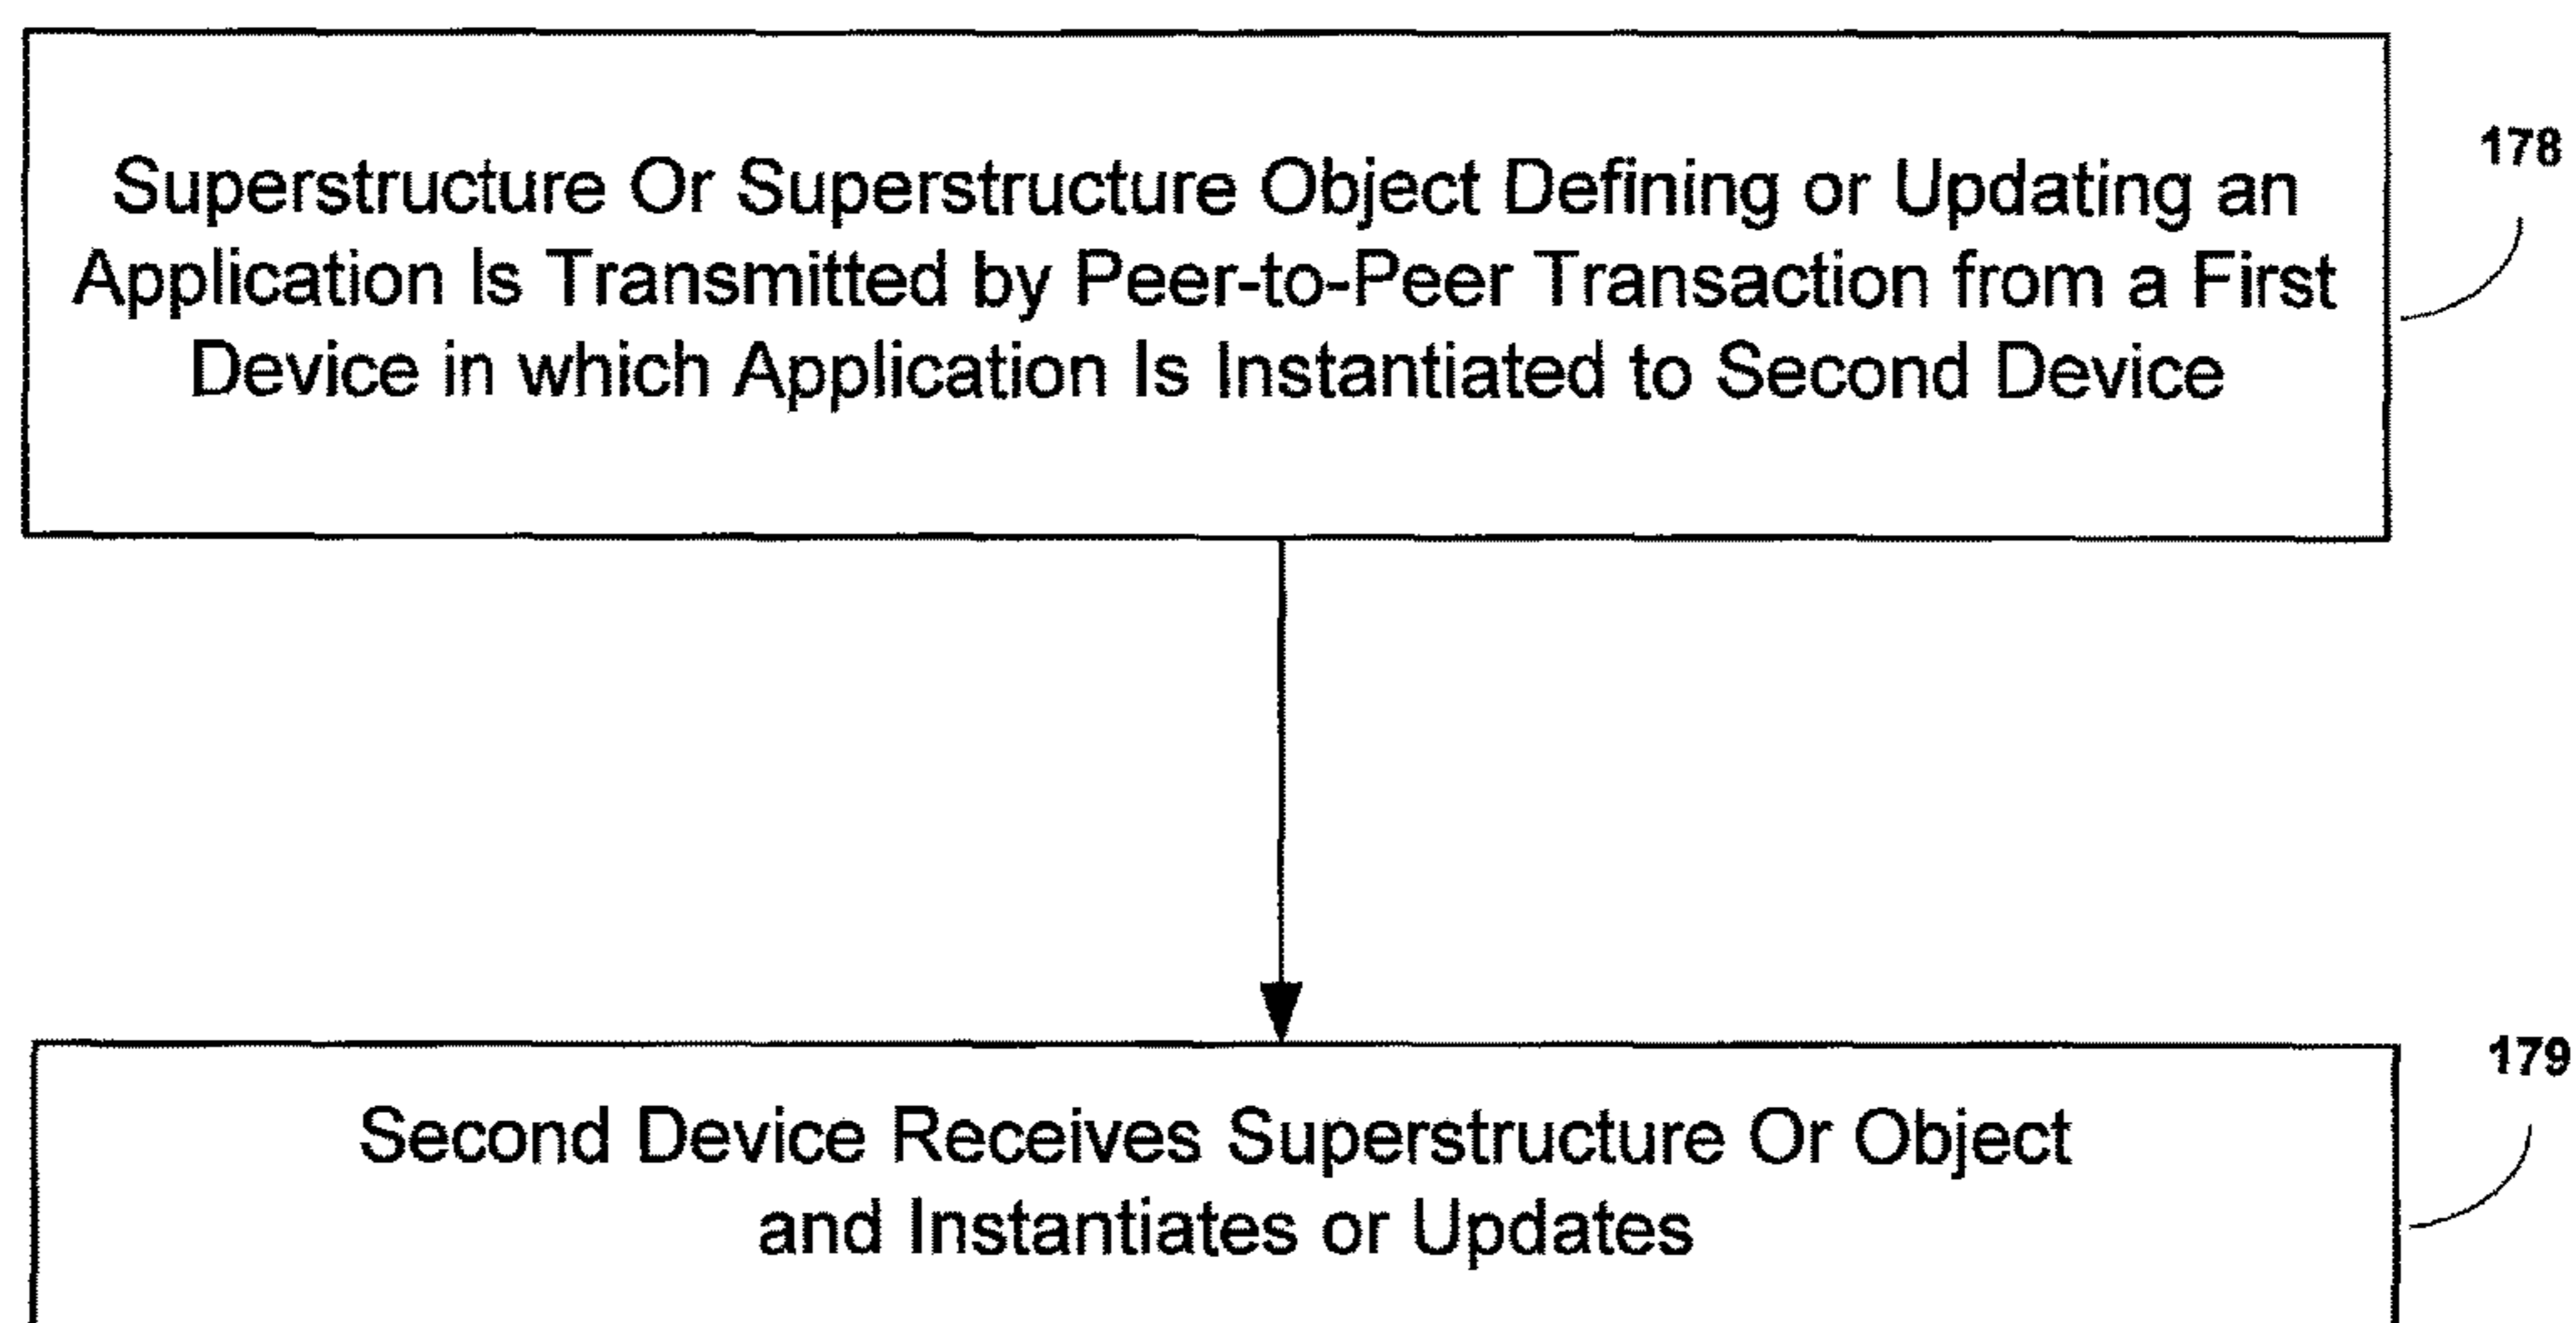 178
Superstructure Or Superstructure Object Defining or Updating an
Application Is Transmitted by Peer-to-Peer Transaction from a First
Device in which Application Is Instantiated to Second Device
179
Second Device Receives Superstructure Or Object
and Instantiates or Updates